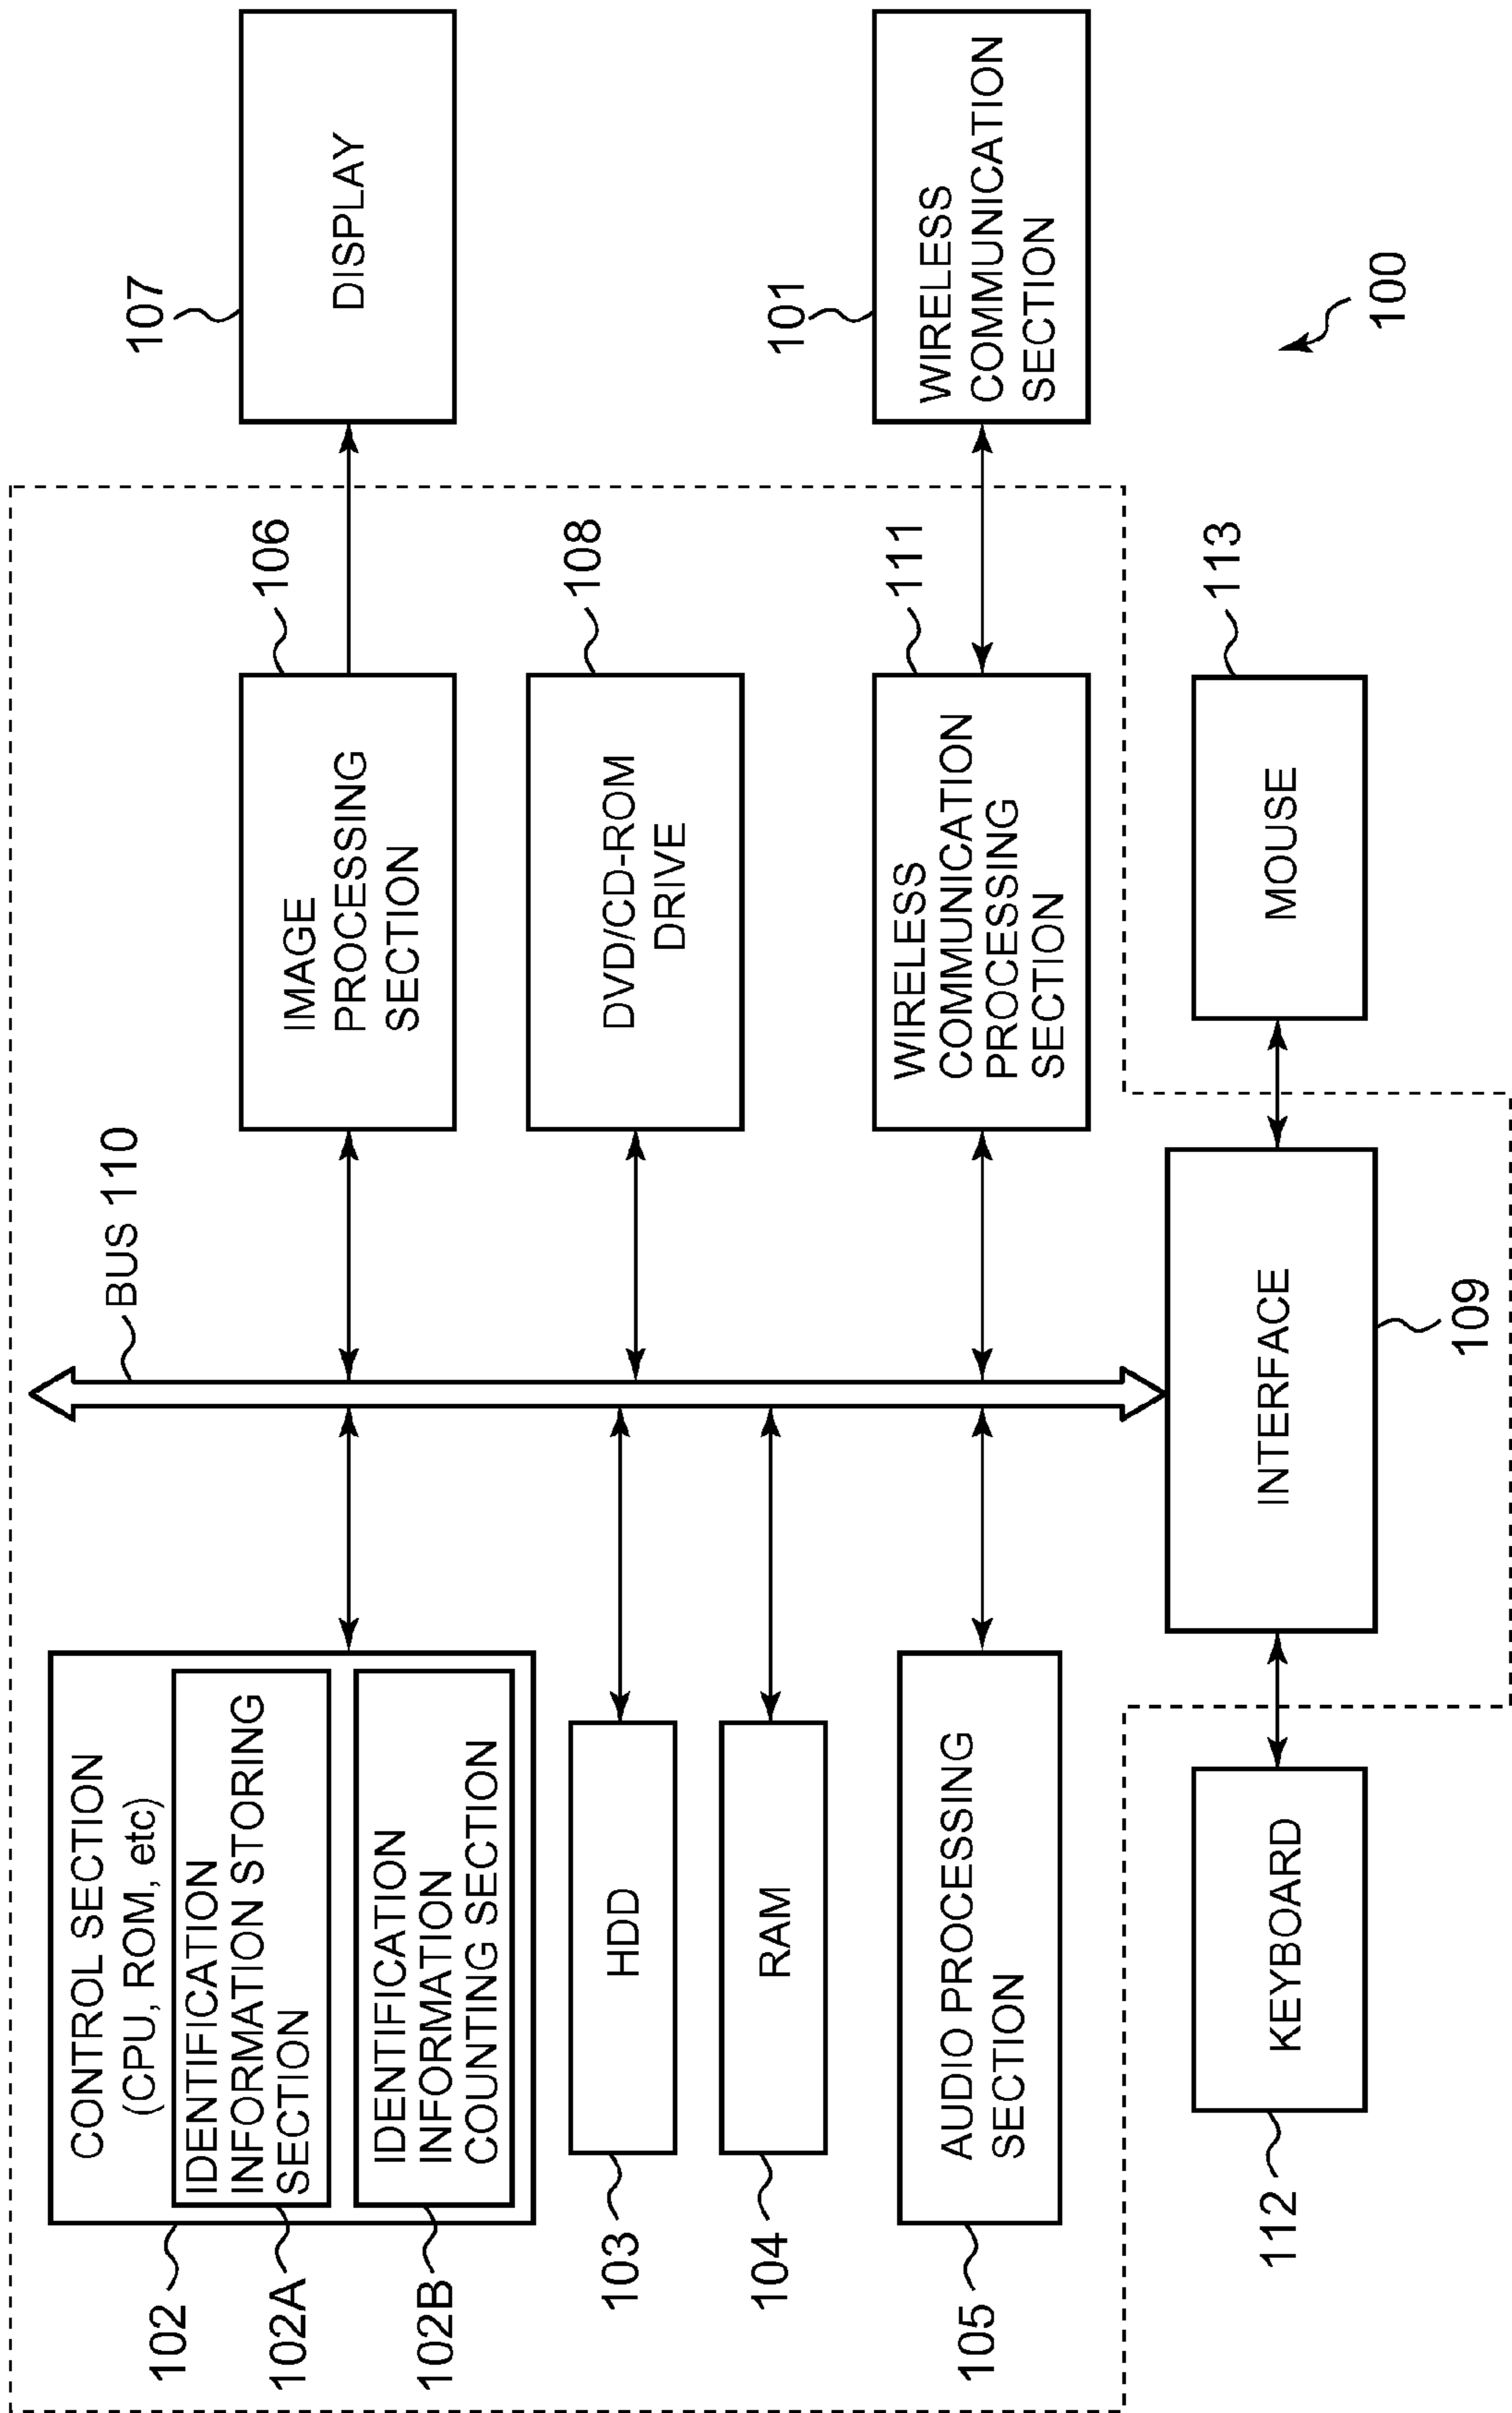 BUS 110
102
CONTROL SECTION
(CPU, ROM, etc)
102A
IDENTIFICATION
INFORMATION STORING
SECTION
102B
IDENTIFICATION
INFORMATION
COUNTING SECTION
103
HDD
104
RAM
105
AUDIO PROCESSING
SECTION
106
IMAGE
PROCESSING
SECTION
107
DISPLAY
108
DVD/CD-ROM
DRIVE
111
WIRELESS
COMMUNICATION
PROCESSING
SECTION
101
WIRELESS
COMMUNICATION
SECTION
112
KEYBOARD
INTERFACE
109
113
MOUSE
100